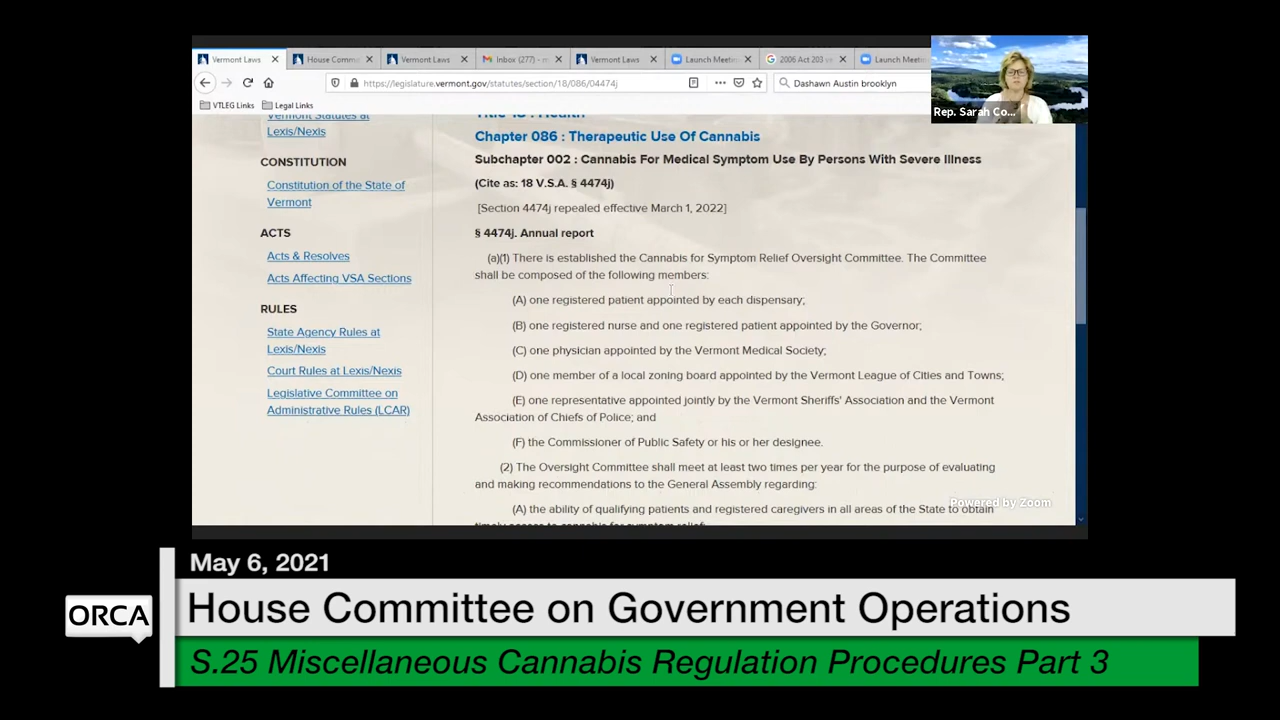 Vermont Laws
House Commi
Vermont Laws
Inbox (277) - m
Vermont Laws
Launch Meeti
2006 Act 203 se
Launch Meetin
https://legislature.vermont.gov/statutes/section/18/086/04474j
Dashawn Austin brooklyn
VTLEG Links
Legal Links
Rep. Sarah Co...
Vermont Statutes at
Lexis/Nexis
CONSTITUTION
Constitution of the State of
Vermont
ACTS
Acts & Resolves
Acts Affecting VSA Sections
RULES
State Agency Rules at
Lexis/Nexis
Court Rules at Lexis/Nexis
Legislative Committee on
Administrative Rules (LCAR)
Title 18 : Health
Chapter 086 : Therapeutic Use Of Cannabis
Subchapter 002 : Cannabis For Medical Symptom Use By Persons With Severe Illness
(Cite as: 18 V.S.A. § 4474j)
[Section 4474j repealed effective March 1, 2022]
§ 4474j. Annual report
(a)(1) There is established the Cannabis for Symptom Relief Oversight Committee. The Committee
shall be composed of the following members:
(A) one registered patient appointed by each dispensary;
(B) one registered nurse and one registered patient appointed by the Governor;
(C) one physician appointed by the Vermont Medical Society;
(D) one member of a local zoning board appointed by the Vermont League of Cities and Towns;
(E) one representative appointed jointly by the Vermont Sheriffs' Association and the Vermont
Association of Chiefs of Police; and
(F) the Commissioner of Public Safety or his or her designee.
(2) The Oversight Committee shall meet at least two times per year for the purpose of evaluating
and making recommendations to the General Assembly regarding:
(A) the ability of qualifying patients and registered caregivers in all areas of the State to obtain
timely access to cannabis for symptom relief;
Powered by Zoom
May 6, 2021
ORCA
House Committee on Government Operations
S.25 Miscellaneous Cannabis Regulation Procedures Part 3